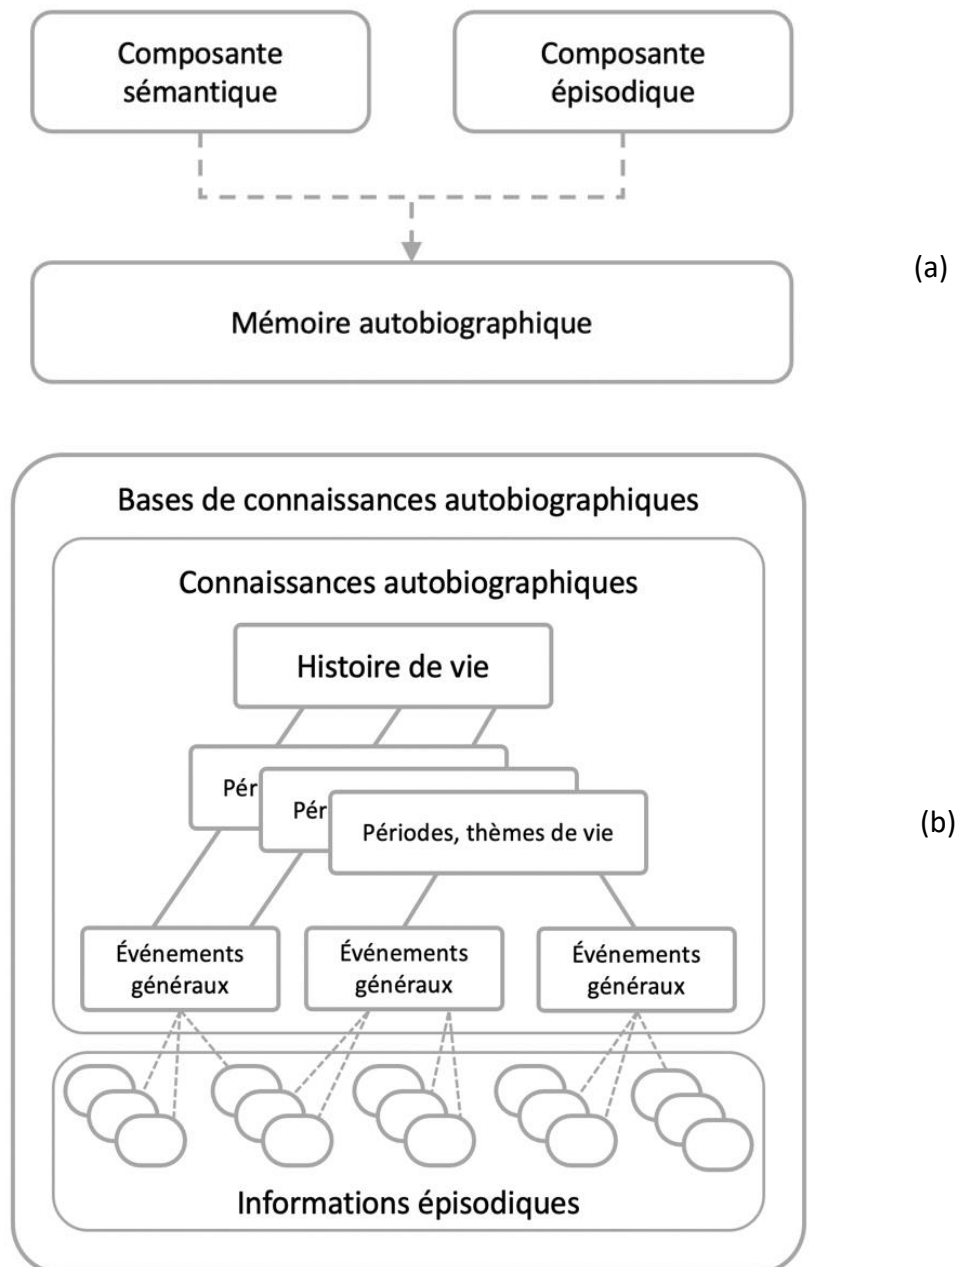 Composante
sémantique
Composante
épisodique
Mémoire autobiographique
(a)
Bases de connaissances autobiographiques
Connaissances autobiographiques
Histoire de vie
Pér
Pér
Périodes, thèmes de vie
(b)
Événements
généraux
Événements
généraux
Événements
généraux
Informations épisodiques